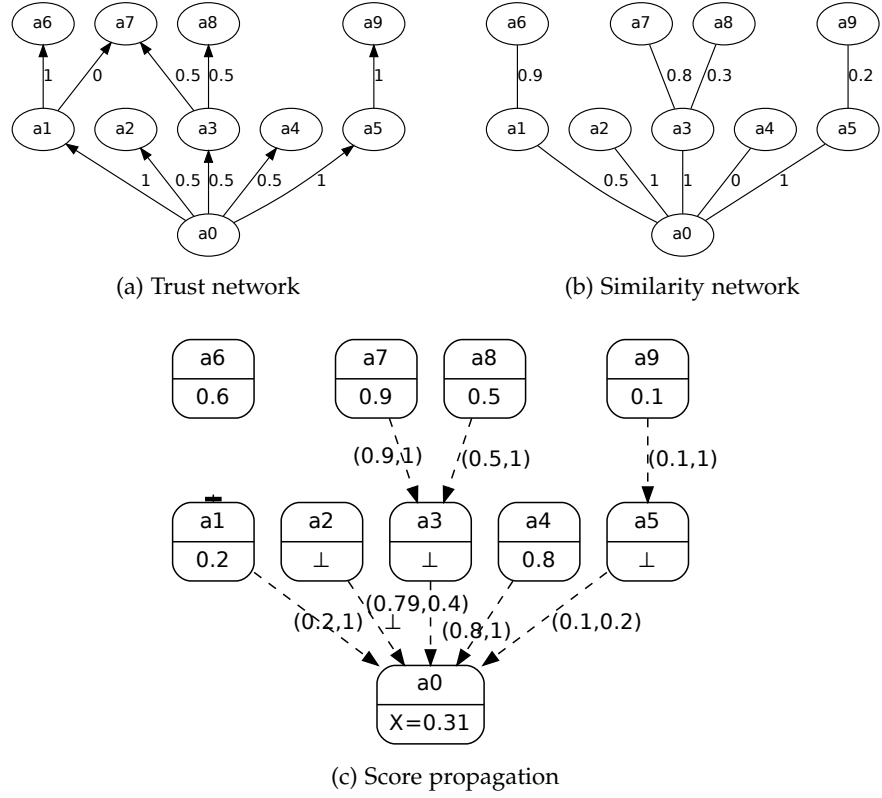 a6 a7 a8 a9 a6 a7 a8 a9
1 0 0.5 0.5 1 0.9 0.8 0.3 0.2
a1 a2 a3 a4 a5 a1 a2 a3 a4 a5
1 0.5 0.5 0.5 1 0.5 1 1 0 1
a0 a0
(a) Trust network (b) Similarity network
a6 a7 a8 a9
0.6 0.9 0.5 0.1
(0.9,1) (0.5,1) (0.1,1)
a1 a2 a3 a4 a5
0.2 ⊥ ⊥ 0.8 ⊥
(0.79,0.4)
(0.2,1) ⊥ (0.8,1) (0.1,0.2)
a0
X=0.31
(c) Score propagation